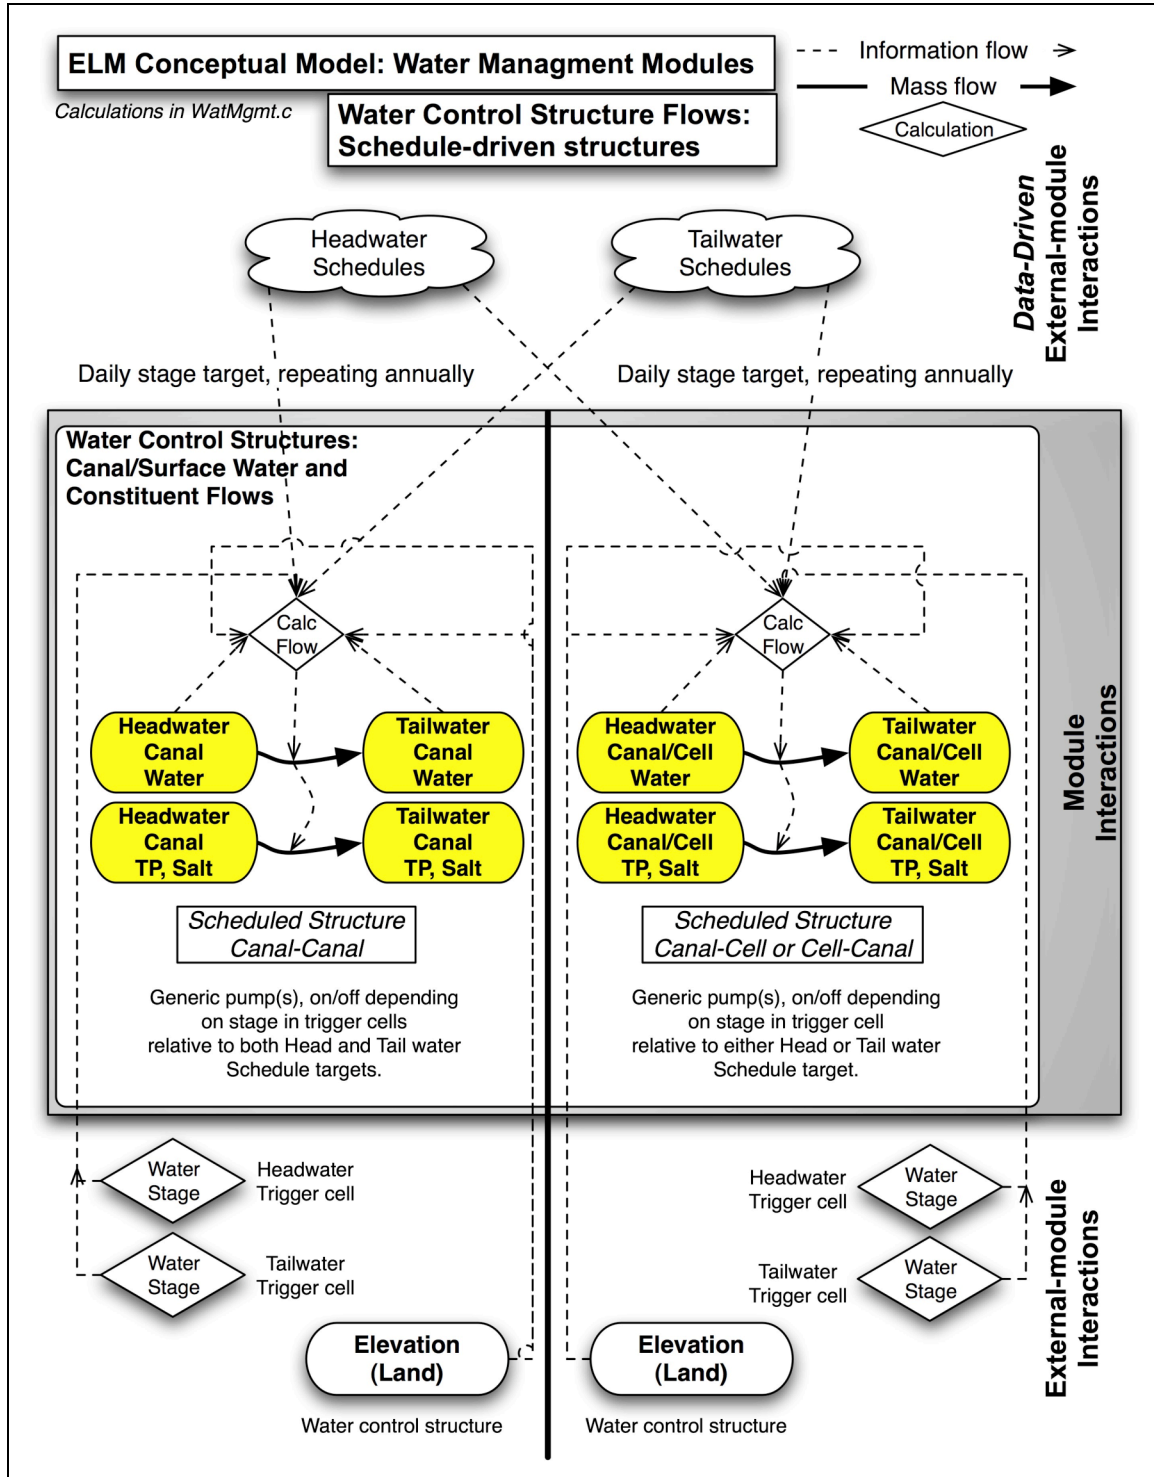 ELM Conceptual Model: Water Managment Modules
Calculations in WatMgmt.c
Water Control Structure Flows:
Schedule-driven structures
Information flow
Mass flow
Calculation
Data-Driven
External-module
Interactions
Headwater
Schedules
Tailwater
Schedules
Daily stage target, repeating annually
Daily stage target, repeating annually
Water Control Structures:
Canal/Surface Water and
Constituent Flows
Calc
Flow
Calc
Flow
Headwater
Canal
Water
Tailwater
Canal
Water
Headwater
Canal/Cell
Water
Tailwater
Canal/Cell
Water
Headwater
Canal
TP, Salt
Tailwater
Canal
TP, Salt
Headwater
Canal/Cell
TP, Salt
Tailwater
Canal/Cell
TP, Salt
Module
Interactions
Scheduled Structure
Canal-Canal
Scheduled Structure
Canal-Cell or Cell-Canal
Generic pump(s), on/off depending
on stage in trigger cells
relative to both Head and Tail water
Schedule targets.
Generic pump(s), on/off depending
on stage in trigger cell
relative to either Head or Tail water
Schedule target.
Water
Stage
Headwater
Trigger cell
Headwater
Trigger cell
Water
Stage
Water
Stage
Tailwater
Trigger cell
Tailwater
Trigger cell
Water
Stage
External-module
Interactions
Elevation
(Land)
Elevation
(Land)
Water control structure
Water control structure